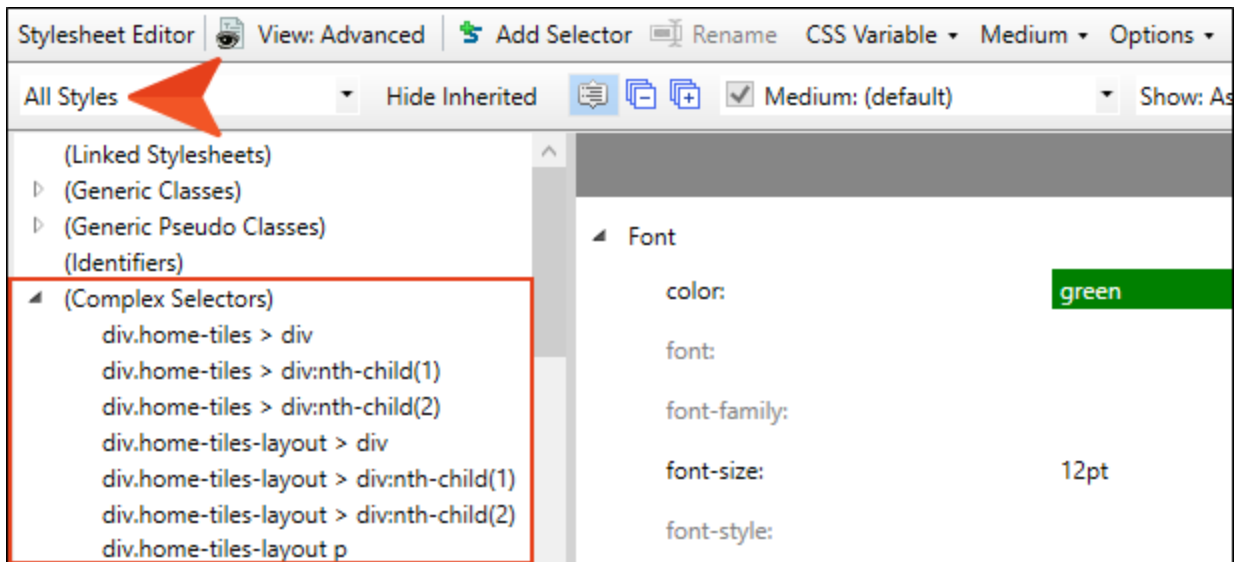 Stylesheet Editor View: Advanced Add Selector Rename CSS Variable Medium Options
All Styles Hide Inherited Medium: (default) Show: As
(Linked Stylesheets)
(Generic Classes)
(Generic Pseudo Classes)
Font
(Identifiers)
(Complex Selectors)
color: green
div.home-tiles > div
font:
div.home-tiles > div:nth-child(1)
div.home-tiles > div:nth-child(2)
font-family:
div.home-tiles-layout > div
div.home-tiles-layout > div:nth-child(1)
font-size: 12pt
div.home-tiles-layout > div:nth-child(2)
font-style:
div.home-tiles-layout p